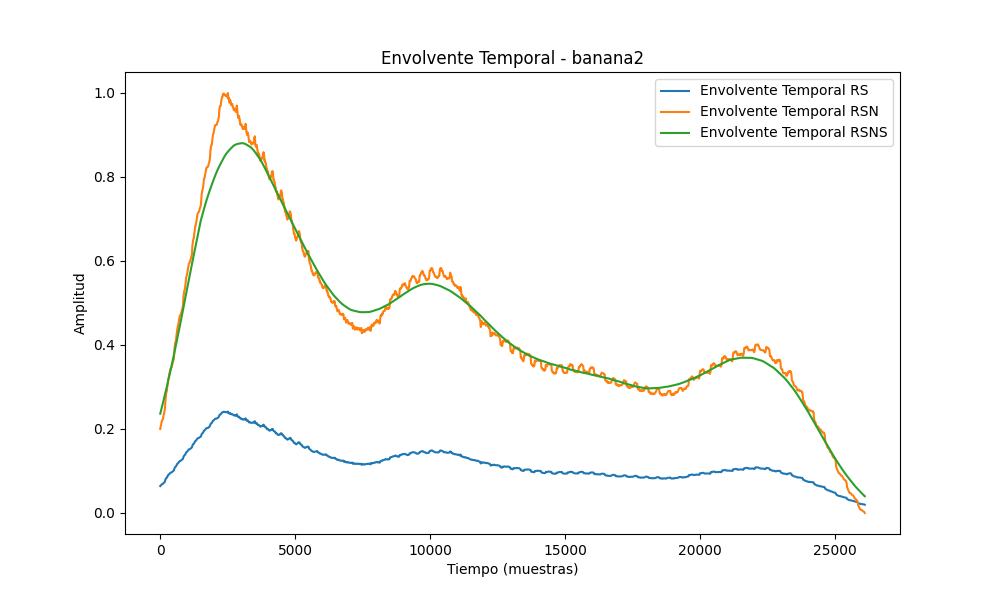 Envolvente Temporal - banana2
Envolvente Temporal RS
Envolvente Temporal RSN
Envolvente Temporal RSNS
Amplitud
1.0
0.8
0.6
0.4
0.2
0.0
0 5000 10000 15000 20000 25000
Tiempo (muestras)